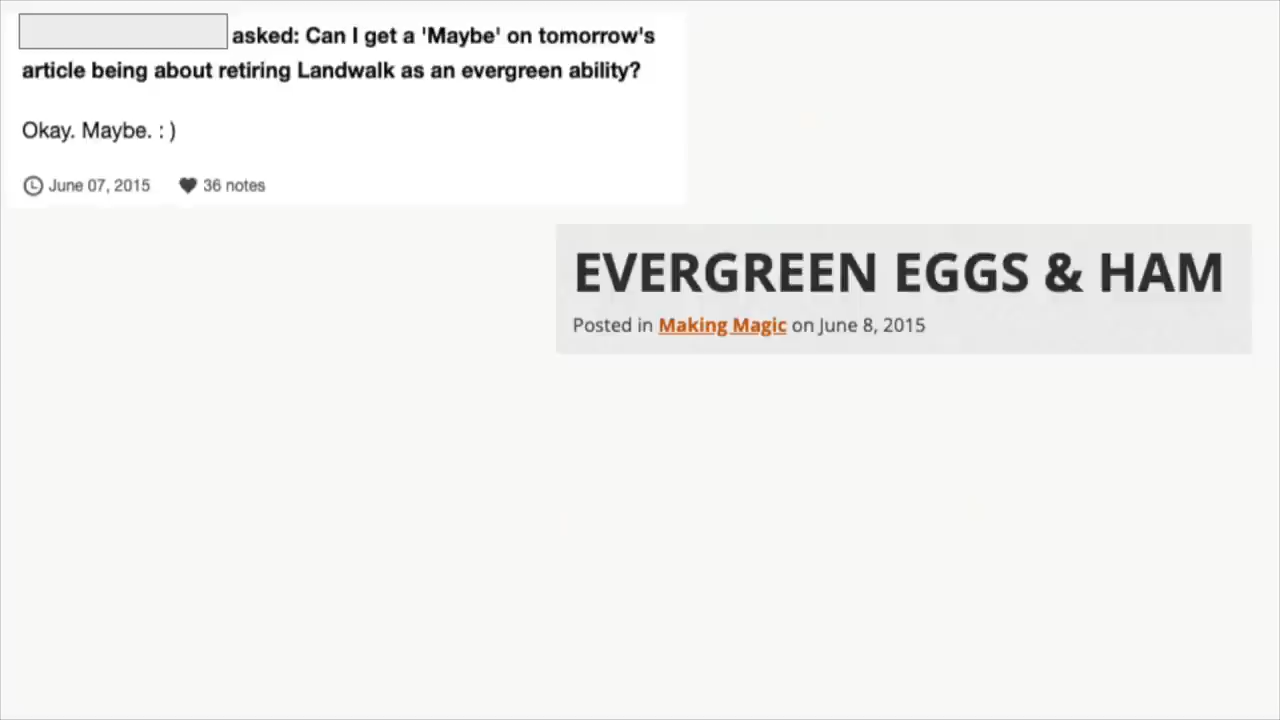 asked: Can I get a 'Maybe' on tomorrow's
article being about retiring Landwalk as an evergreen ability?
Okay. Maybe. : )
June 07, 2015 36 notes
EVERGREEN EGGS & HAM
Posted in Making Magic on June 8, 2015